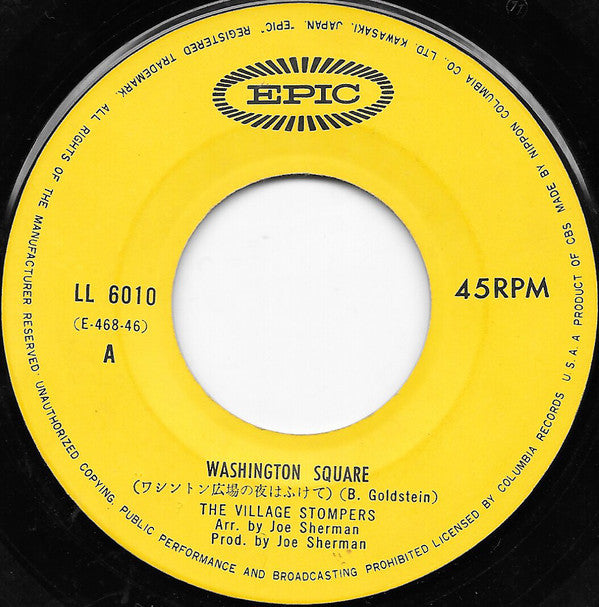 EPIC
LL 6010
(E-468-46)
A
45RPM
WASHINGTON SQUARE
(ワシントン広場の夜はふけて) (B. Goldstein)
THE VILLAGE STOMPERS
Arr. by Joe Sherman
Prod. by Joe Sherman
ALL RIGHTS OF THE MANUFACTURER RESERVED. UNAUTHORIZED COPYING, PUBLIC PERFORMANCE AND BROADCASTING PROHIBITED LICENSED BY COLUMBIA RECORDS U.S.A. A PRODUCT OF CBS MADE BY NIPPON COLUMBIA CO., LTD. KAWASAKI, JAPAN. "EPIC" REGISTERED TRADEMARK.